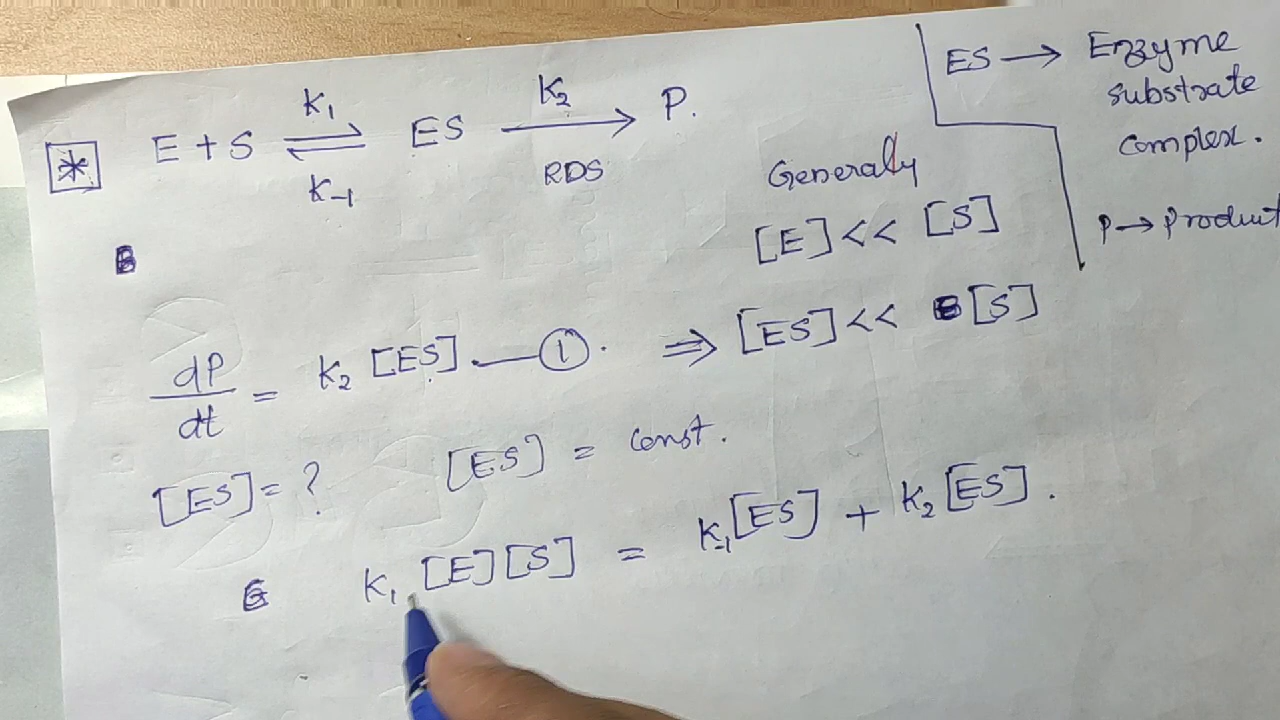 ES → Enzyme
substrate
complex.
P → Product
* E + S ⇌ ES → P.
K₁ K₂
K₋₁ RDS
Generally
[E] << [S]
⇒ [ES] << [S]
dP/dt = K₂ [ES]. — ①.
[ES] = ? [ES] = const.
K₁ [E][S] = K₋₁[ES] + K₂[ES].